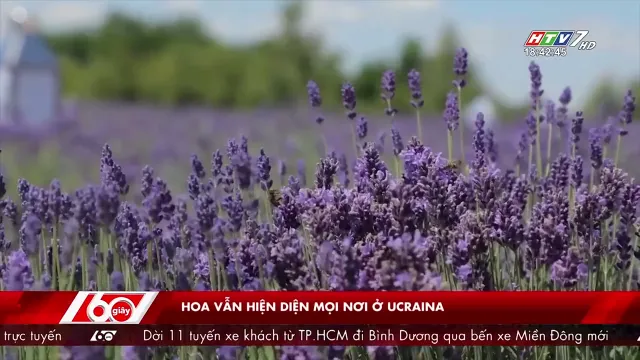 HTV7 HD
18:42:45
60 giây
HOA VẪN HIỆN DIỆN MỌI NƠI Ở UCRAINA
trực tuyến 60 Dời 11 tuyến xe khách từ TP.HCM đi Bình Dương qua bến xe Miền Đông mới